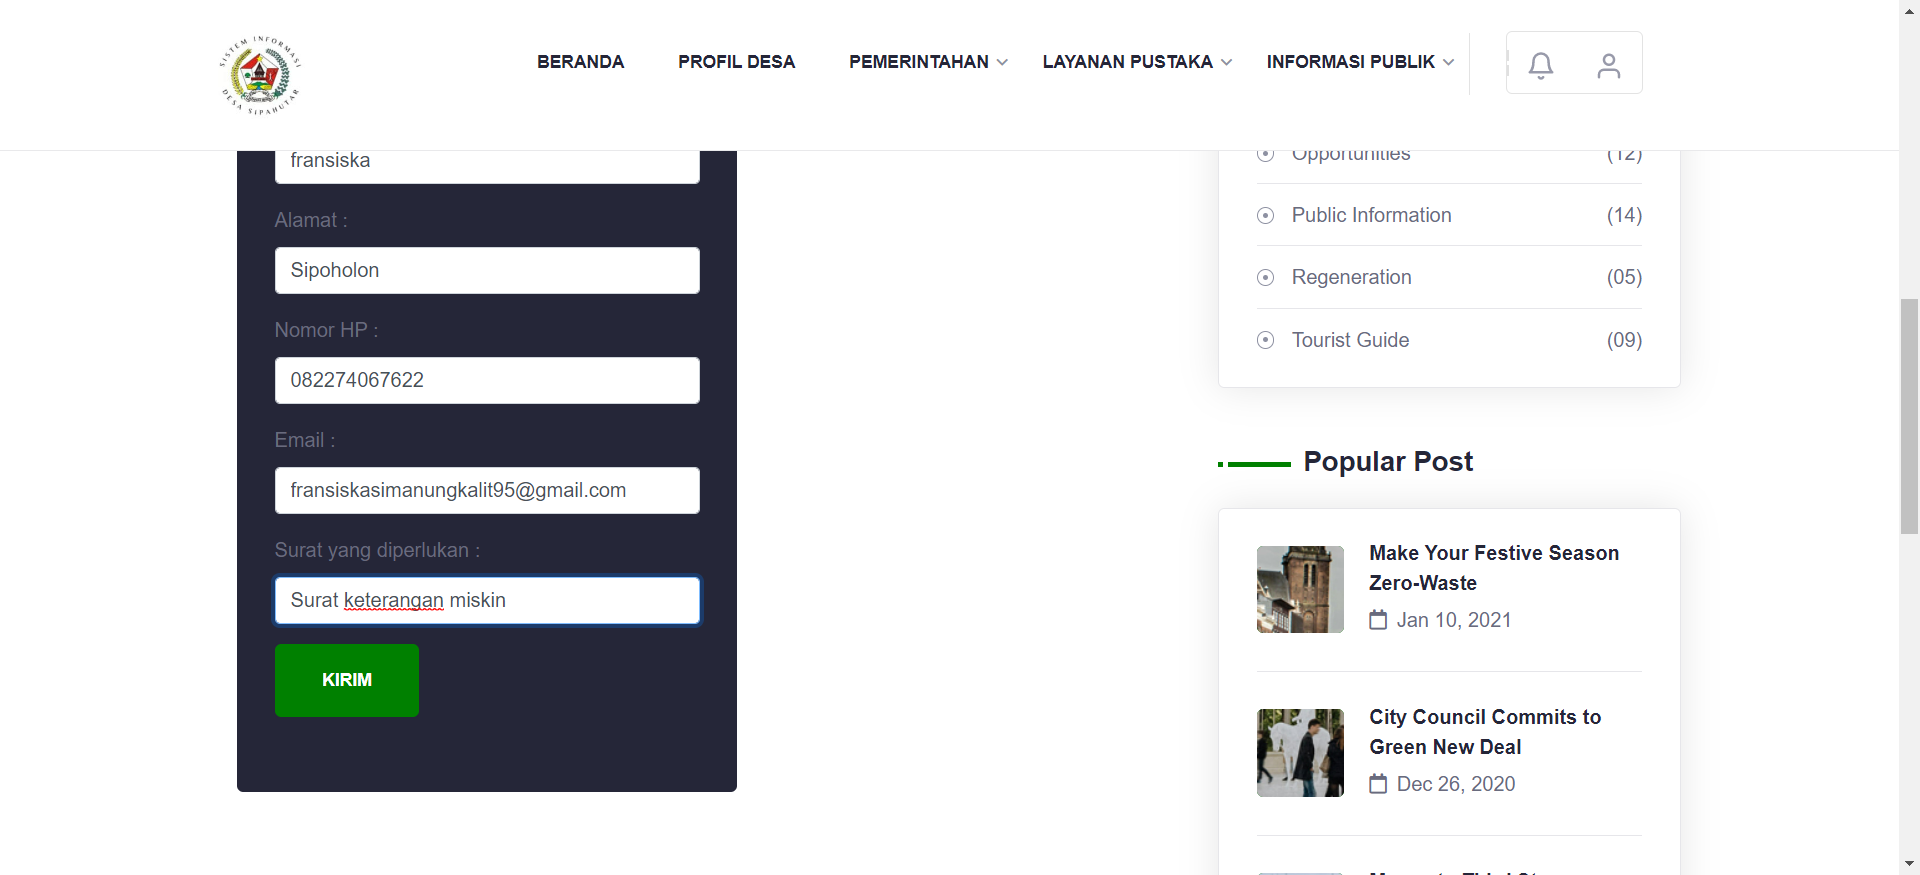 SISTEM INFORMASI
DESA SIPAHUTAR
BERANDA
PROFIL DESA
PEMERINTAHAN
LAYANAN PUSTAKA
INFORMASI PUBLIK
fransiska
Alamat :
Sipoholon
Nomor HP :
082274067622
Email :
fransiskasimanungkalit95@gmail.com
Surat yang diperlukan :
Surat keterangan miskin
KIRIM
Opportunities (12)
Public Information (14)
Regeneration (05)
Tourist Guide (09)
Popular Post
Make Your Festive Season
Zero-Waste
Jan 10, 2021
City Council Commits to
Green New Deal
Dec 26, 2020